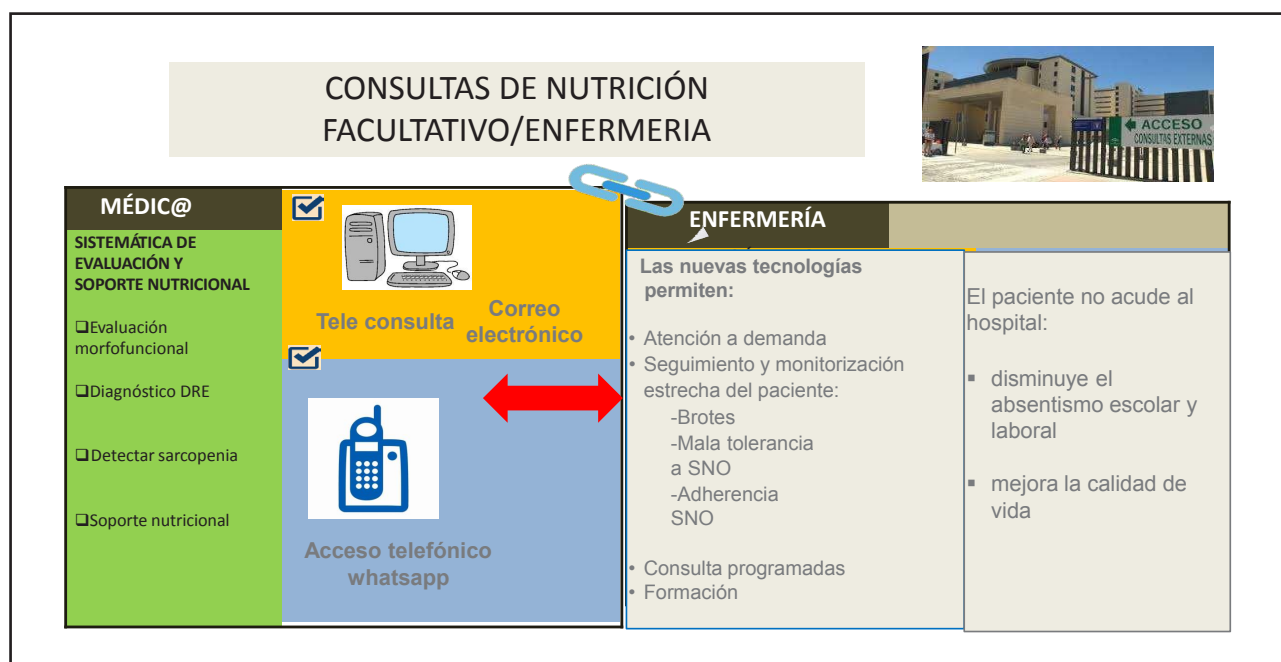 CONSULTAS DE NUTRICIÓN
FACULTATIVO/ENFERMERIA
ACCESO
CONSULTAS EXTERNAS
MÉDIC@
SISTEMÁTICA DE
EVALUACIÓN Y
SOPORTE NUTRICIONAL
❑Evaluación
morfofuncional
❑Diagnóstico DRE
❑Detectar sarcopenia
❑Soporte nutricional
Tele consulta
Correo
electrónico
Acceso telefónico
whatsapp
ENFERMERÍA
Las nuevas tecnologías
permiten:
• Atención a demanda
• Seguimiento y monitorización
estrecha del paciente:
-Brotes
-Mala tolerancia
a SNO
-Adherencia
SNO
• Consulta programadas
• Formación
El paciente no acude al
hospital:
▪ disminuye el
absentismo escolar y
laboral
▪ mejora la calidad de
vida